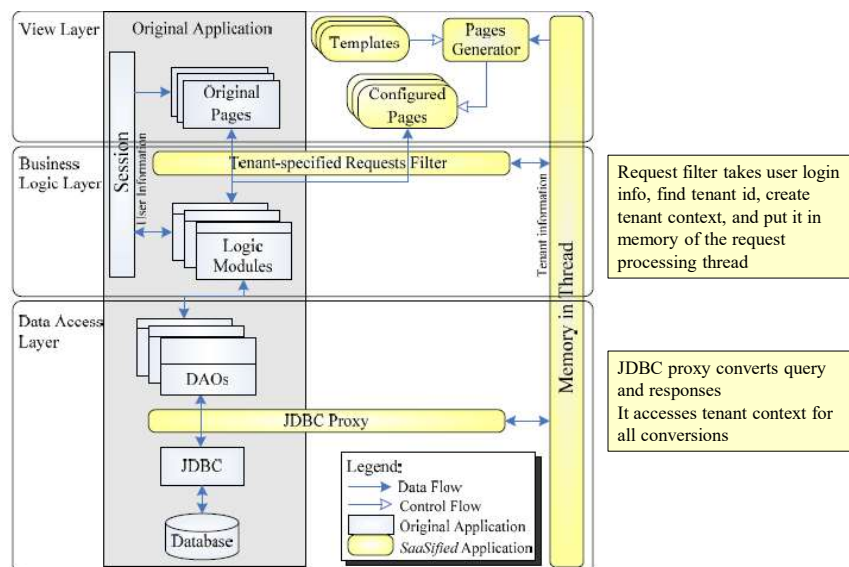 View Layer
Original Application
Templates
Pages
Generator
Original
Pages
Configured
Pages
Session
User Information
Business
Logic Layer
Tenant-specified Requests Filter
Tenant information
Logic
Modules
Memory in Thread
Request filter takes user login
info, find tenant id, create
tenant context, and put it in
memory of the request
processing thread
Data Access
Layer
DAOs
JDBC Proxy
JDBC
Database
JDBC proxy converts query
and responses
It accesses tenant context for
all conversions
Legend:
Data Flow
Control Flow
Original Application
SaaSified Application